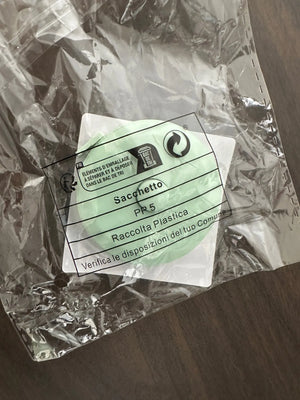 FR
ÉLÉMENTS D'EMBALLAGE
À SÉPARER ET À DÉPOSER
DANS LE BAC DE TRI
Sacchetto
PP 5
Raccolta Plastica
Verifica le disposizioni del tuo Comune